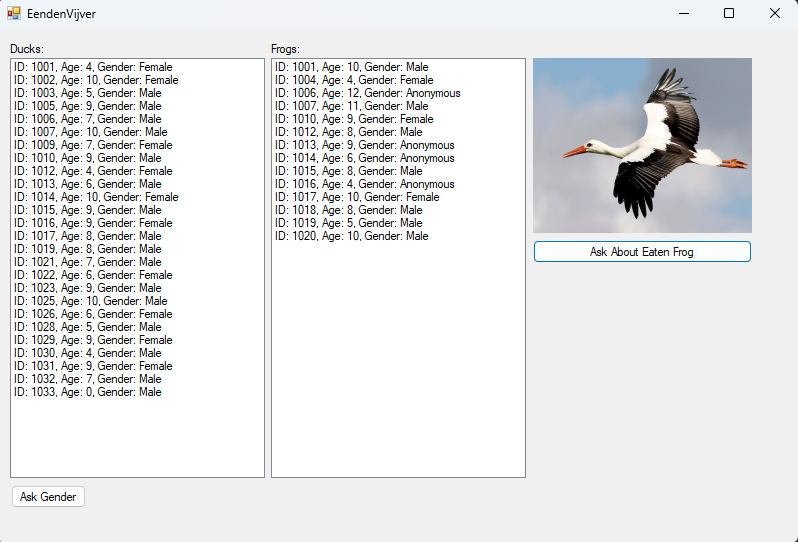 EendenVijver
Ducks:
ID: 1001, Age: 4, Gender: Female
ID: 1002, Age: 10, Gender: Female
ID: 1003, Age: 5, Gender: Male
ID: 1005, Age: 9, Gender: Male
ID: 1006, Age: 7, Gender: Male
ID: 1007, Age: 10, Gender: Male
ID: 1009, Age: 7, Gender: Female
ID: 1010, Age: 9, Gender: Male
ID: 1012, Age: 4, Gender: Female
ID: 1013, Age: 6, Gender: Male
ID: 1014, Age: 10, Gender: Female
ID: 1015, Age: 9, Gender: Male
ID: 1016, Age: 9, Gender: Female
ID: 1017, Age: 8, Gender: Male
ID: 1019, Age: 8, Gender: Male
ID: 1021, Age: 7, Gender: Male
ID: 1022, Age: 6, Gender: Female
ID: 1023, Age: 9, Gender: Male
ID: 1025, Age: 10, Gender: Male
ID: 1026, Age: 6, Gender: Female
ID: 1028, Age: 5, Gender: Male
ID: 1029, Age: 9, Gender: Female
ID: 1030, Age: 4, Gender: Male
ID: 1031, Age: 9, Gender: Female
ID: 1032, Age: 7, Gender: Male
ID: 1033, Age: 0, Gender: Male
Ask Gender
Frogs:
ID: 1001, Age: 10, Gender: Male
ID: 1004, Age: 4, Gender: Female
ID: 1006, Age: 12, Gender: Anonymous
ID: 1007, Age: 11, Gender: Male
ID: 1010, Age: 9, Gender: Female
ID: 1012, Age: 8, Gender: Male
ID: 1013, Age: 9, Gender: Anonymous
ID: 1014, Age: 6, Gender: Anonymous
ID: 1015, Age: 8, Gender: Male
ID: 1016, Age: 4, Gender: Anonymous
ID: 1017, Age: 10, Gender: Female
ID: 1018, Age: 8, Gender: Male
ID: 1019, Age: 5, Gender: Male
ID: 1020, Age: 10, Gender: Male
Ask About Eaten Frog